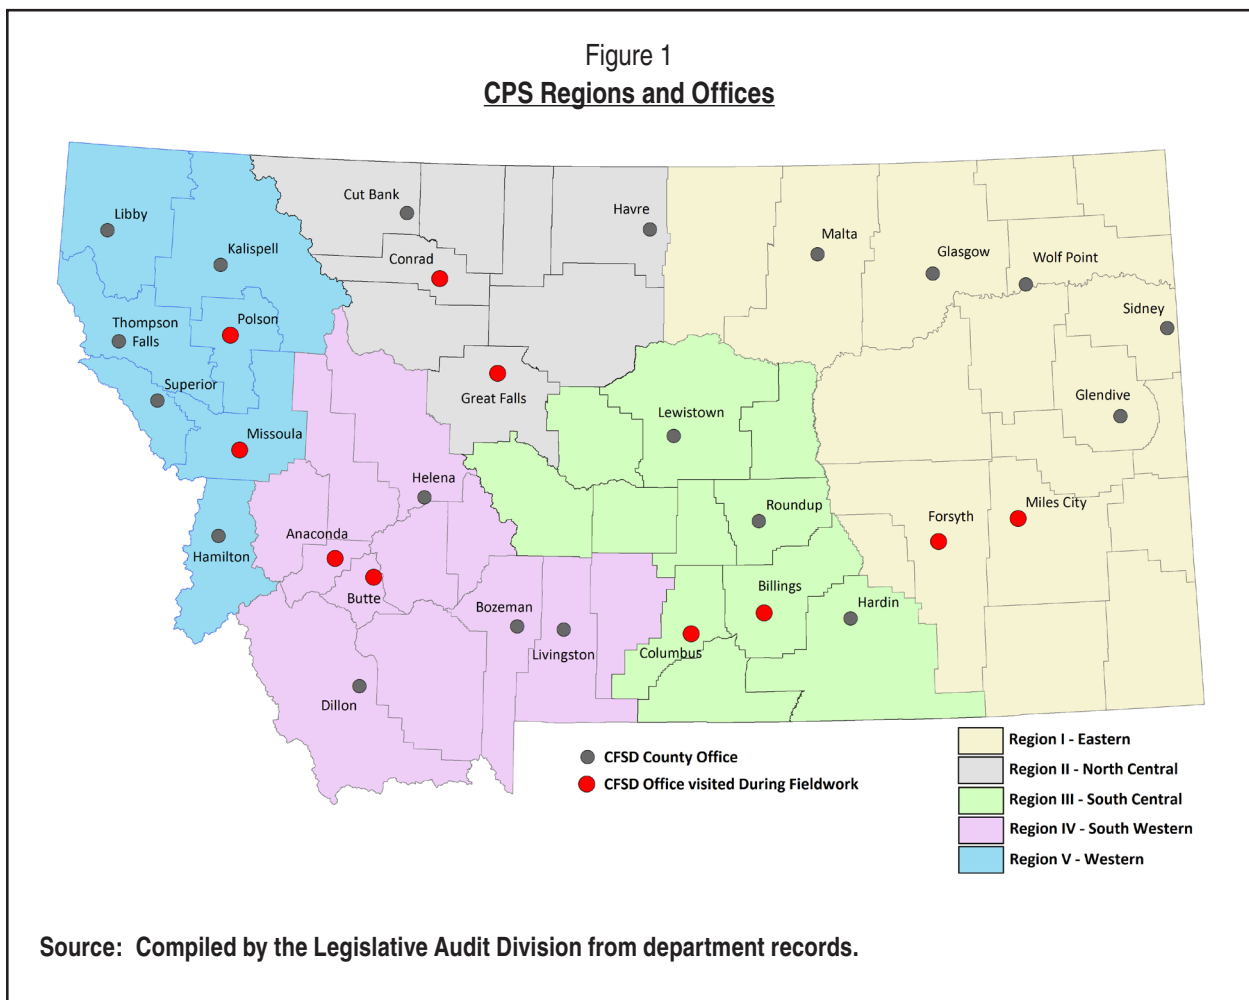 Figure 1
CPS Regions and Offices
Cut Bank
Havre
Libby
Kalispell
Conrad
Malta
Glasgow
Wolf Point
Sidney
Thompson
Falls
Polson
Superior
Great Falls
Lewistown
Glendive
Missoula
Helena
Roundup
Miles City
Forsyth
Anaconda
Hamilton
Butte
Billings
Hardin
Bozeman
Livingston
Columbus
Dillon
CFSD County Office
CFSD Office visited During Fieldwork
Region I - Eastern
Region II - North Central
Region III - South Central
Region IV - South Western
Region V - Western
Source: Compiled by the Legislative Audit Division from department records.